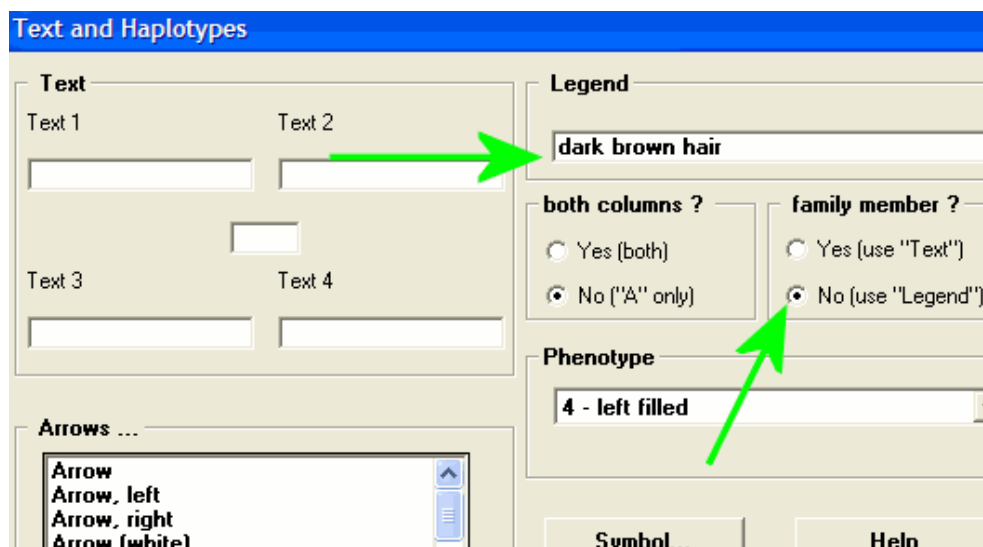 Text and Haplotypes
Text
Text 1 Text 2
Text 3 Text 4
Arrows ...
Arrow
Arrow, left
Arrow, right
Arrow (white)
Legend
dark brown hair
both columns ?
Yes (both)
No ("A" only)
family member ?
Yes (use "Text")
No (use "Legend")
Phenotype
4 - left filled
Symbol...
Help